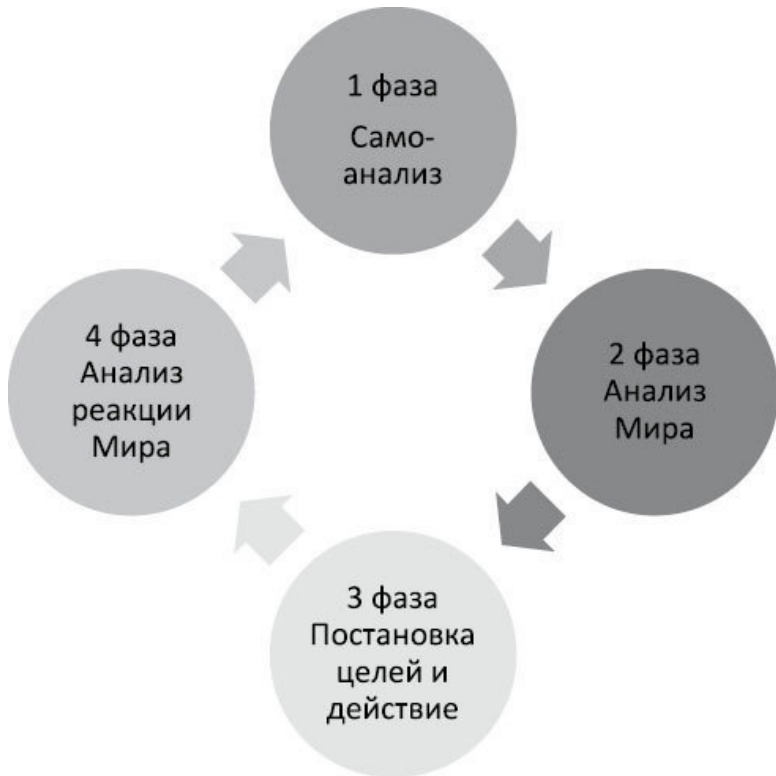 1 фаза
Само-
анализ
2 фаза
Анализ
Мира
3 фаза
Постановка
целей и
действие
4 фаза
Анализ
реакции
Мира